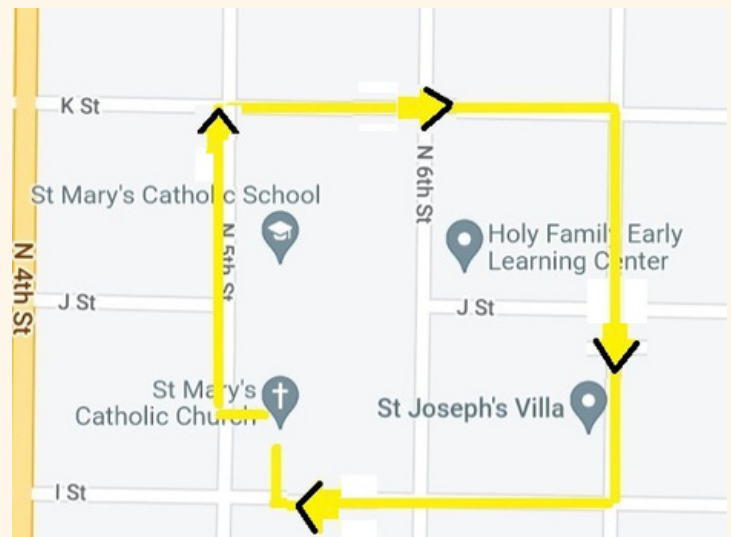 K St
N 6th St
St Mary's Catholic School
N 5th St
Holy Family Early
Learning Center
N 4th St
J St
J St
St Mary's
Catholic Church
St Joseph's Villa
I St